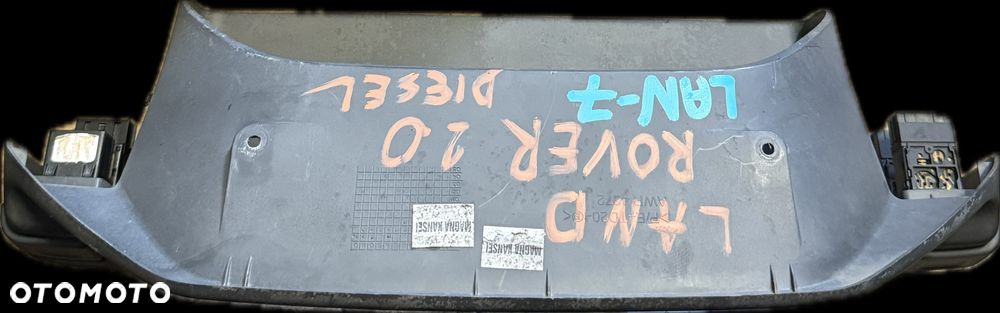 LAND
ROVER 2.0
DIESEL
LAN-7
MAGNA KANSEI
MAGNA KANSEI
OTOMOTO